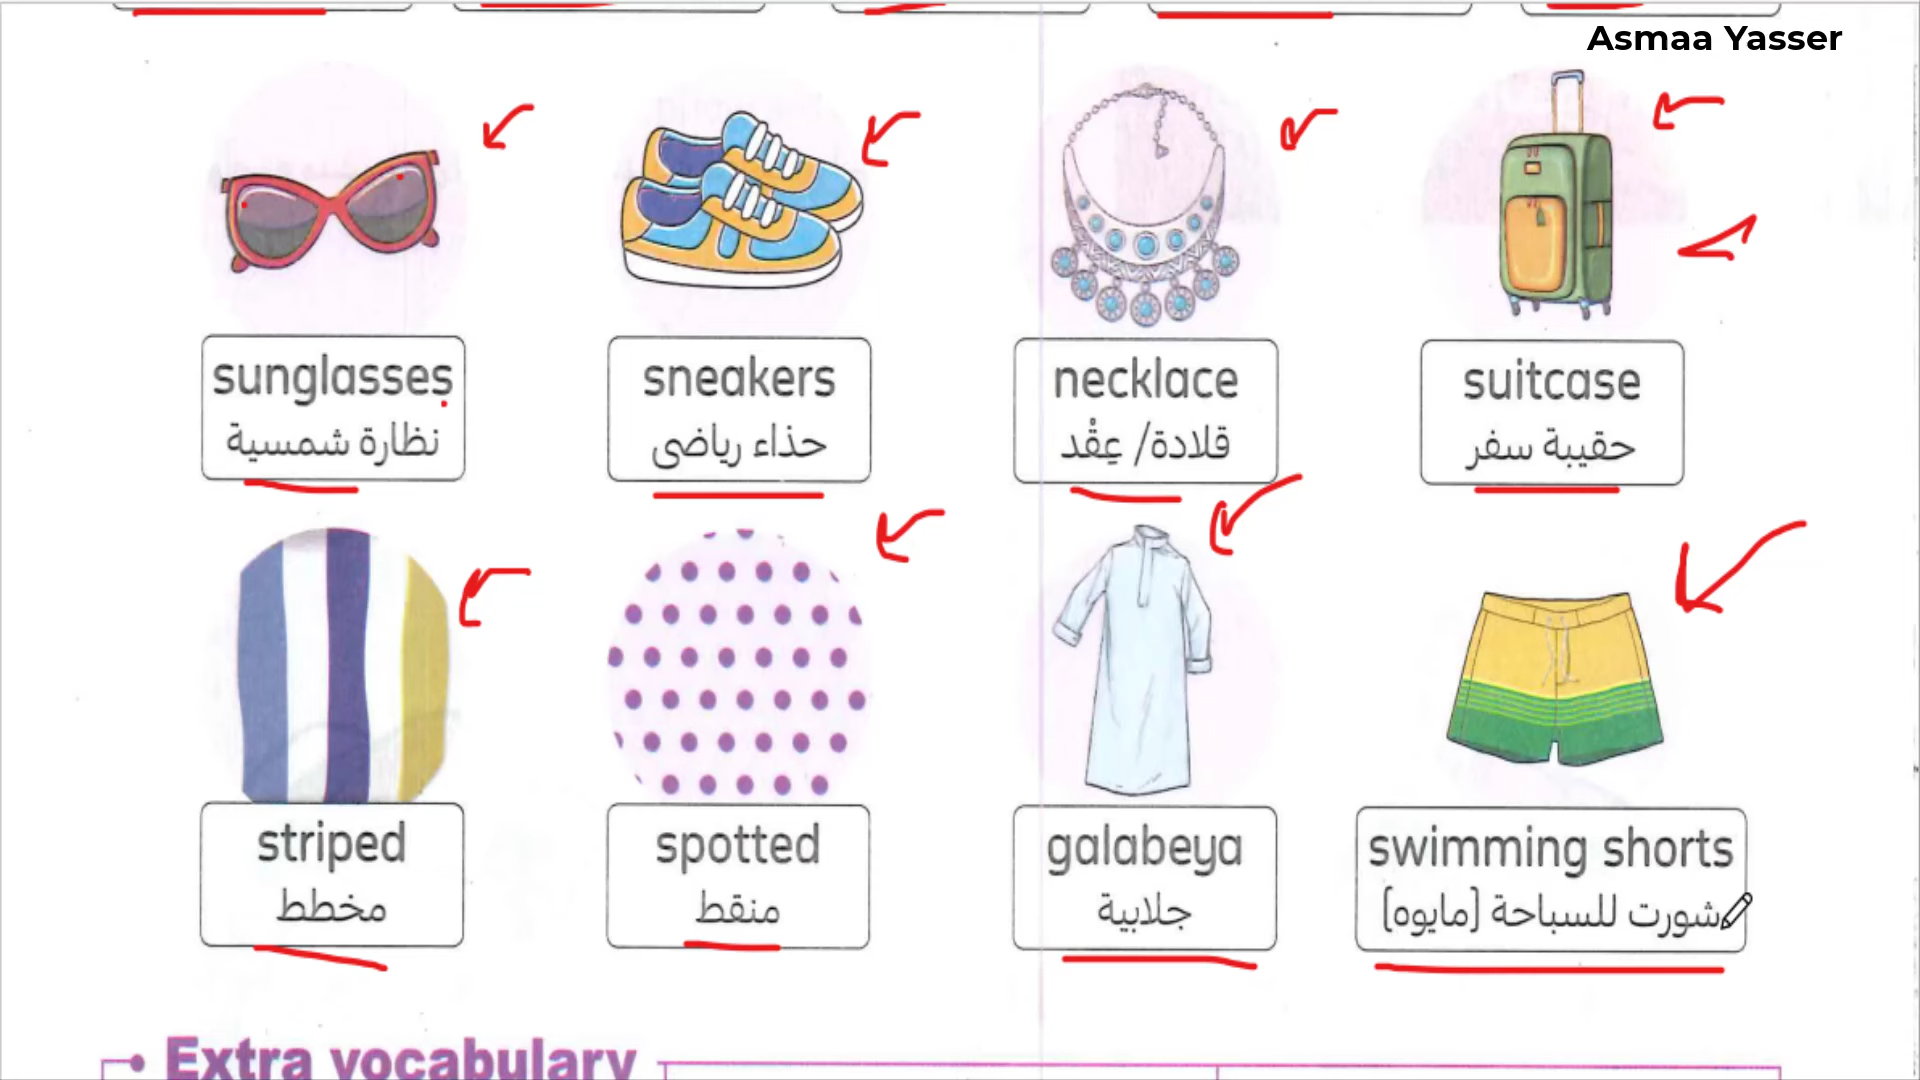 Asmaa Yasser
sunglasses
نظارة شمسية
sneakers
حذاء رياضى
necklace
قلادة/ عِقْد
suitcase
حقيبة سفر
striped
مخطط
spotted
منقط
galabeya
جلابية
swimming shorts
شورت للسباحة (مايوه)
Extra vocabulary